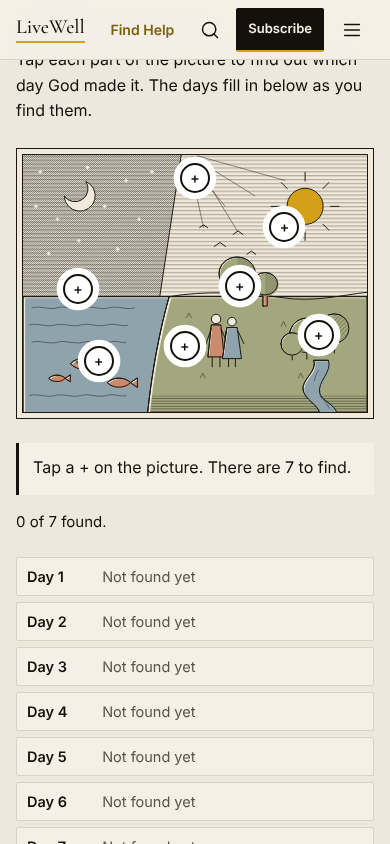 LiveWell
Find Help
Subscribe
Tap each part of the picture to find out which
day God made it. The days fill in below as you
find them.
+
+
+
+
+
+
+
Tap a + on the picture. There are 7 to find.
0 of 7 found.
Day 1 Not found yet
Day 2 Not found yet
Day 3 Not found yet
Day 4 Not found yet
Day 5 Not found yet
Day 6 Not found yet